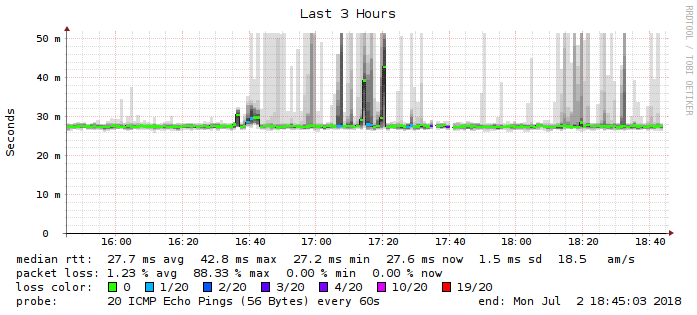 Last 3 Hours
RRDTOOL / TOBI OETIKER
Seconds
50 m
40 m
30 m
20 m
10 m
0
16:00 16:20 16:40 17:00 17:20 17:40 18:00 18:20 18:40
median rtt: 27.7 ms avg 42.8 ms max 27.2 ms min 27.6 ms now 1.5 ms sd 18.5 am/s
packet loss: 1.23 % avg 88.33 % max 0.00 % min 0.00 % now
loss color: 0 1/20 2/20 3/20 4/20 10/20 19/20
probe: 20 ICMP Echo Pings (56 Bytes) every 60s end: Mon Jul 2 18:45:03 2018